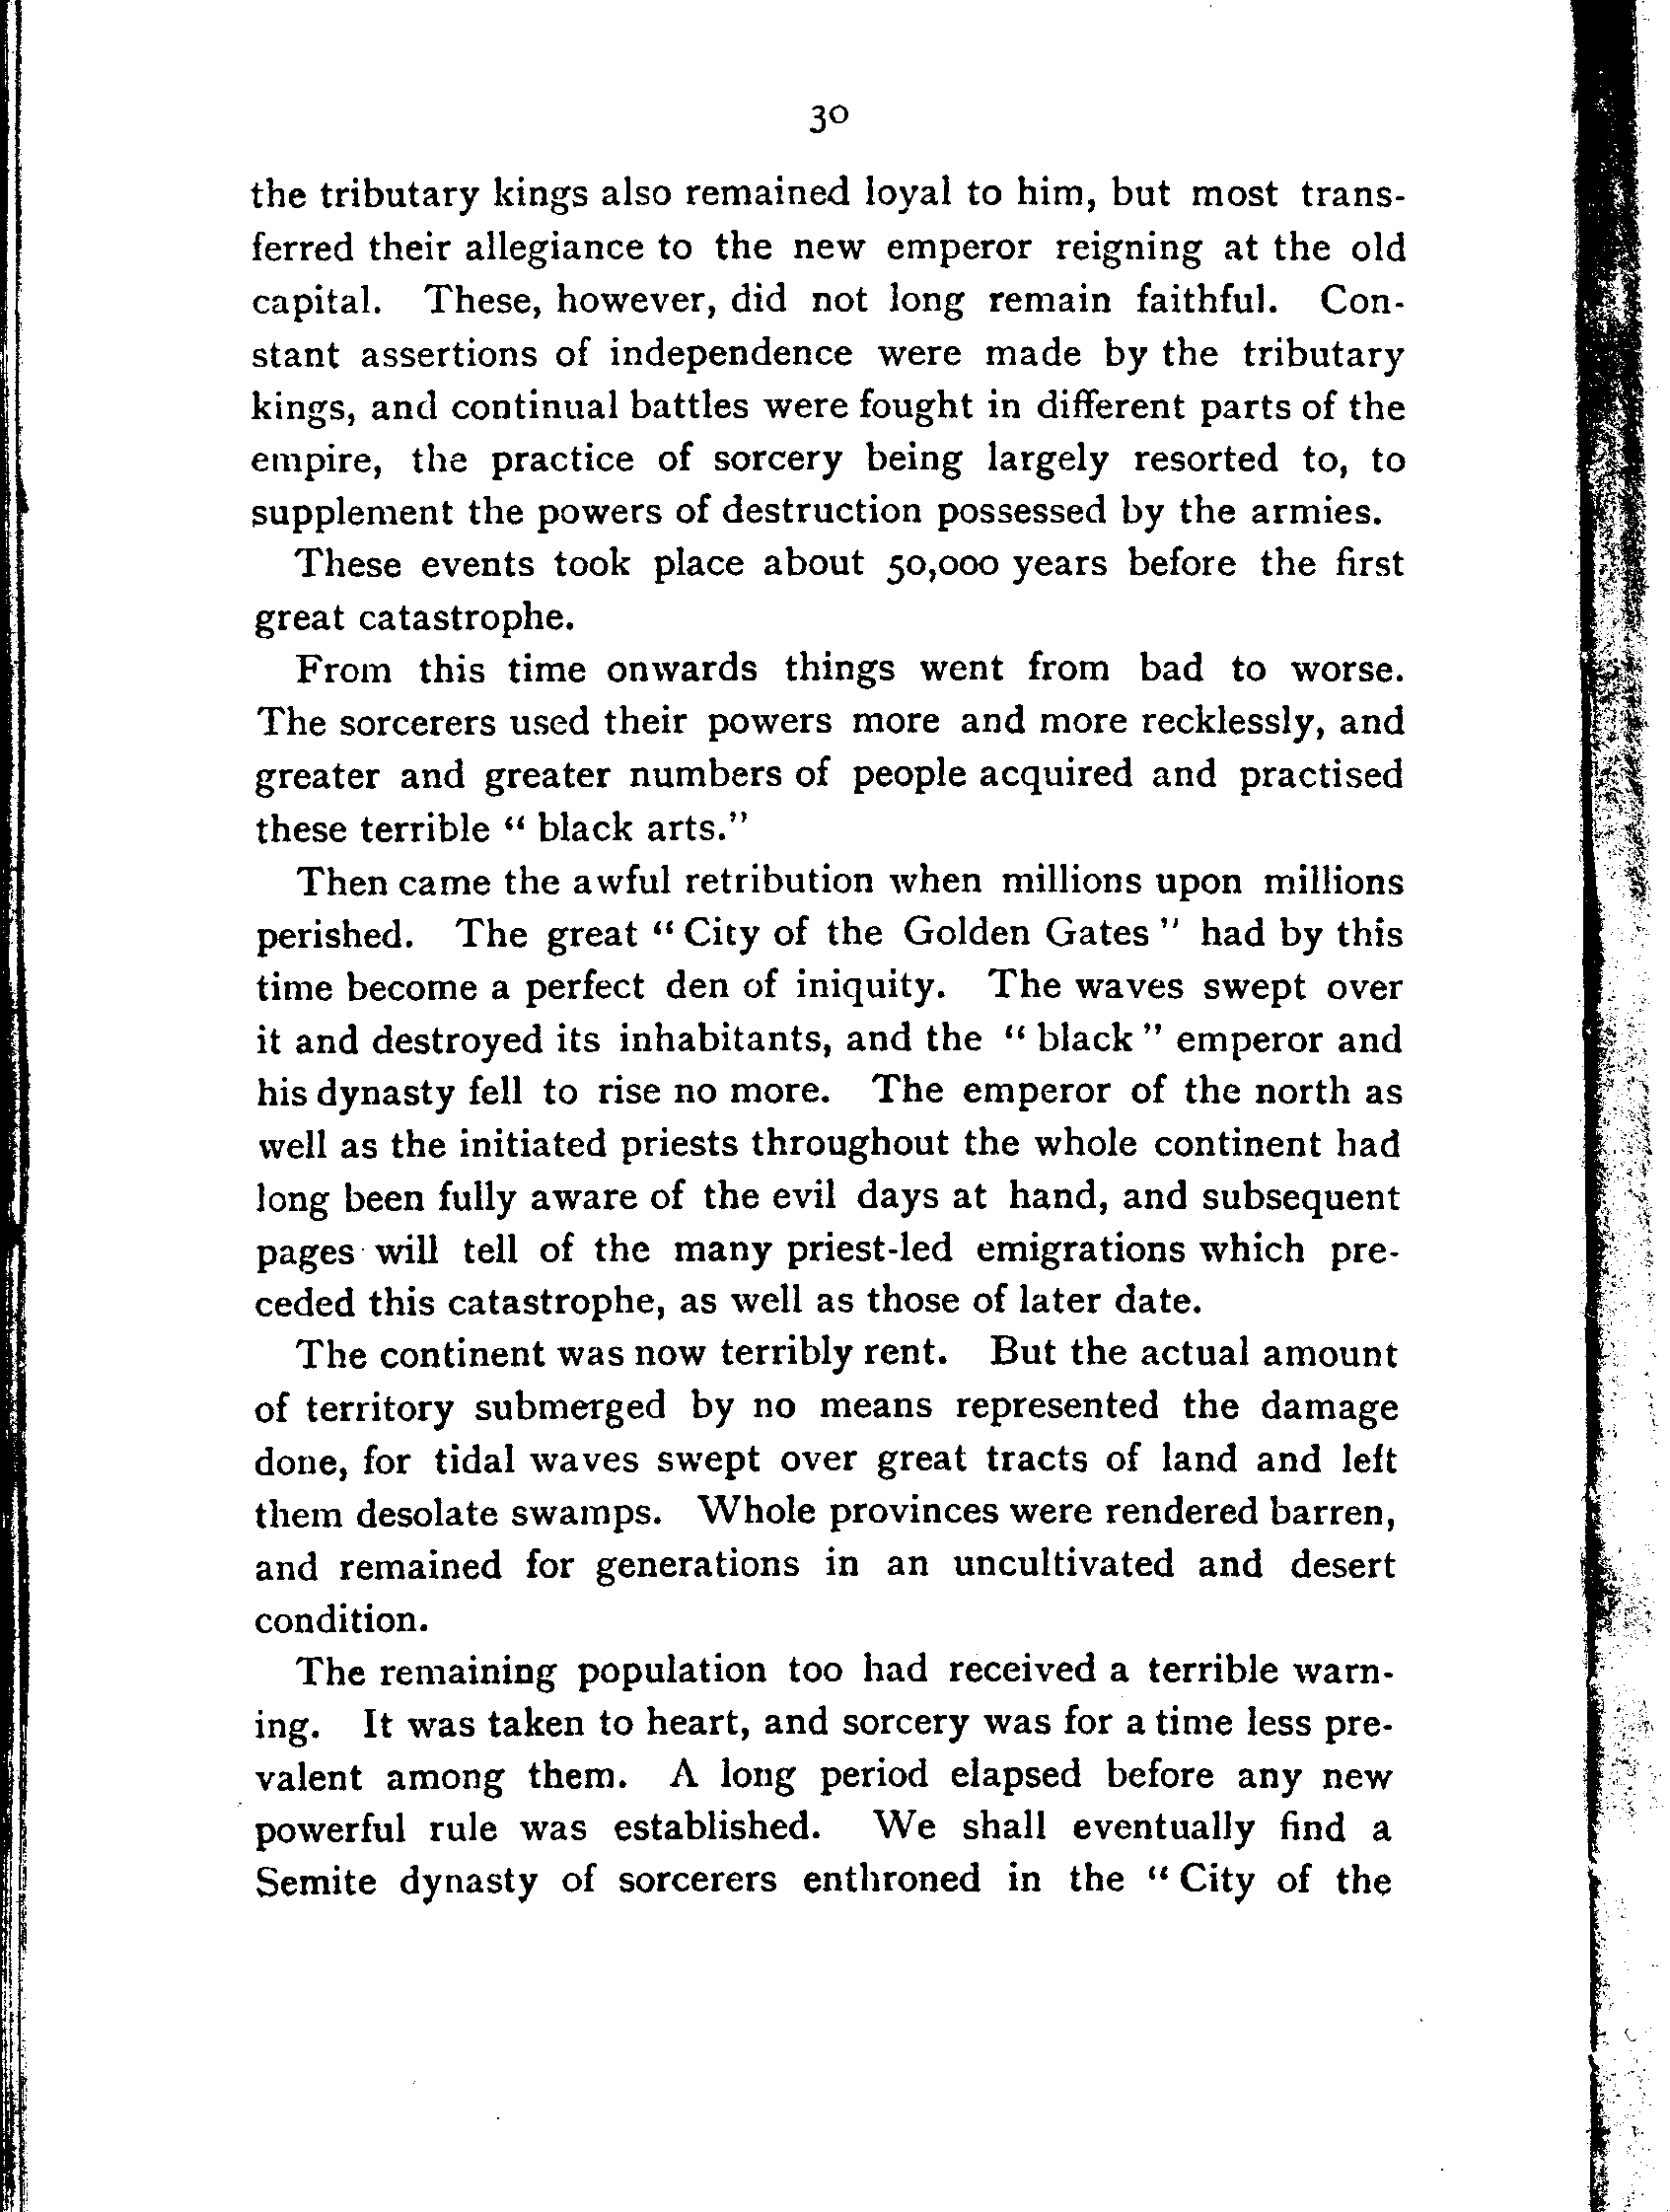 30
the tributary kings also remained loyal to him, but most trans-
ferred their allegiance to the new emperor reigning at the old
capital. These, however, did not long remain faithful. Con-
stant assertions of independence were made by the tributary
kings, and continual battles were fought in different parts of the
empire, the practice of sorcery being largely resorted to, to
supplement the powers of destruction possessed by the armies.
These events took place about 50,000 years before the first
great catastrophe.
From this time onwards things went from bad to worse.
The sorcerers used their powers more and more recklessly, and
greater and greater numbers of people acquired and practised
these terrible “ black arts.”
Then came the awful retribution when millions upon millions
perished. The great “ City of the Golden Gates ” had by this
time become a perfect den of iniquity. The waves swept over
it and destroyed its inhabitants, and the “ black ” emperor and
his dynasty fell to rise no more. The emperor of the north as
well as the initiated priests throughout the whole continent had
long been fully aware of the evil days at hand, and subsequent
pages will tell of the many priest-led emigrations which pre-
ceded this catastrophe, as well as those of later date.
The continent was now terribly rent. But the actual amount
of territory submerged by no means represented the damage
done, for tidal waves swept over great tracts of land and left
them desolate swamps. Whole provinces were rendered barren,
and remained for generations in an uncultivated and desert
condition.
The remaining population too had received a terrible warn-
ing. It was taken to heart, and sorcery was for a time less pre-
valent among them. A long period elapsed before any new
powerful rule was established. We shall eventually find a
Semite dynasty of sorcerers enthroned in the “ City of the